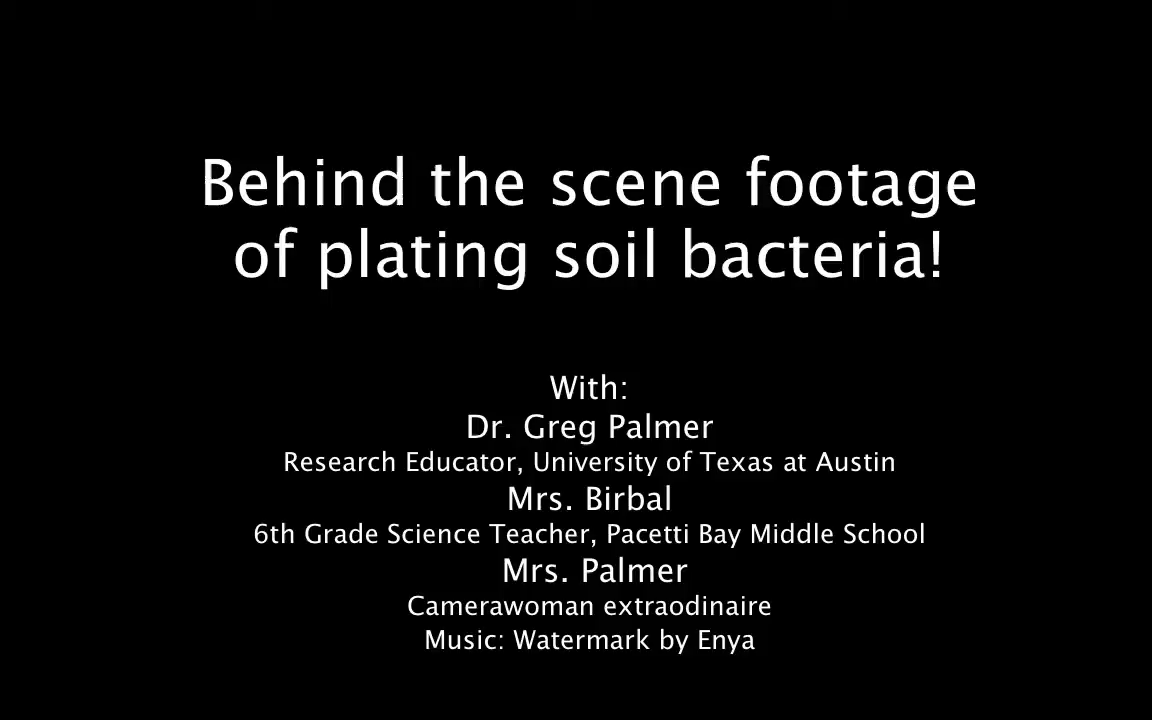 Behind the scene footage
of plating soil bacteria!
With:
Dr. Greg Palmer
Research Educator, University of Texas at Austin
Mrs. Birbal
6th Grade Science Teacher, Pacetti Bay Middle School
Mrs. Palmer
Camerawoman extraodinaire
Music: Watermark by Enya